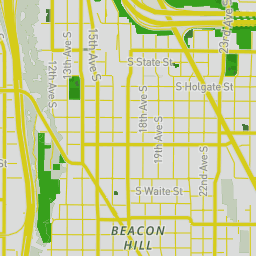 23rd Ave S
15th Ave S
13th Ave S
12th Ave S
S State St
S Holgate St
18th Ave S
19th Ave S
22nd Ave S
St
S Waite St
BEACON
HILL